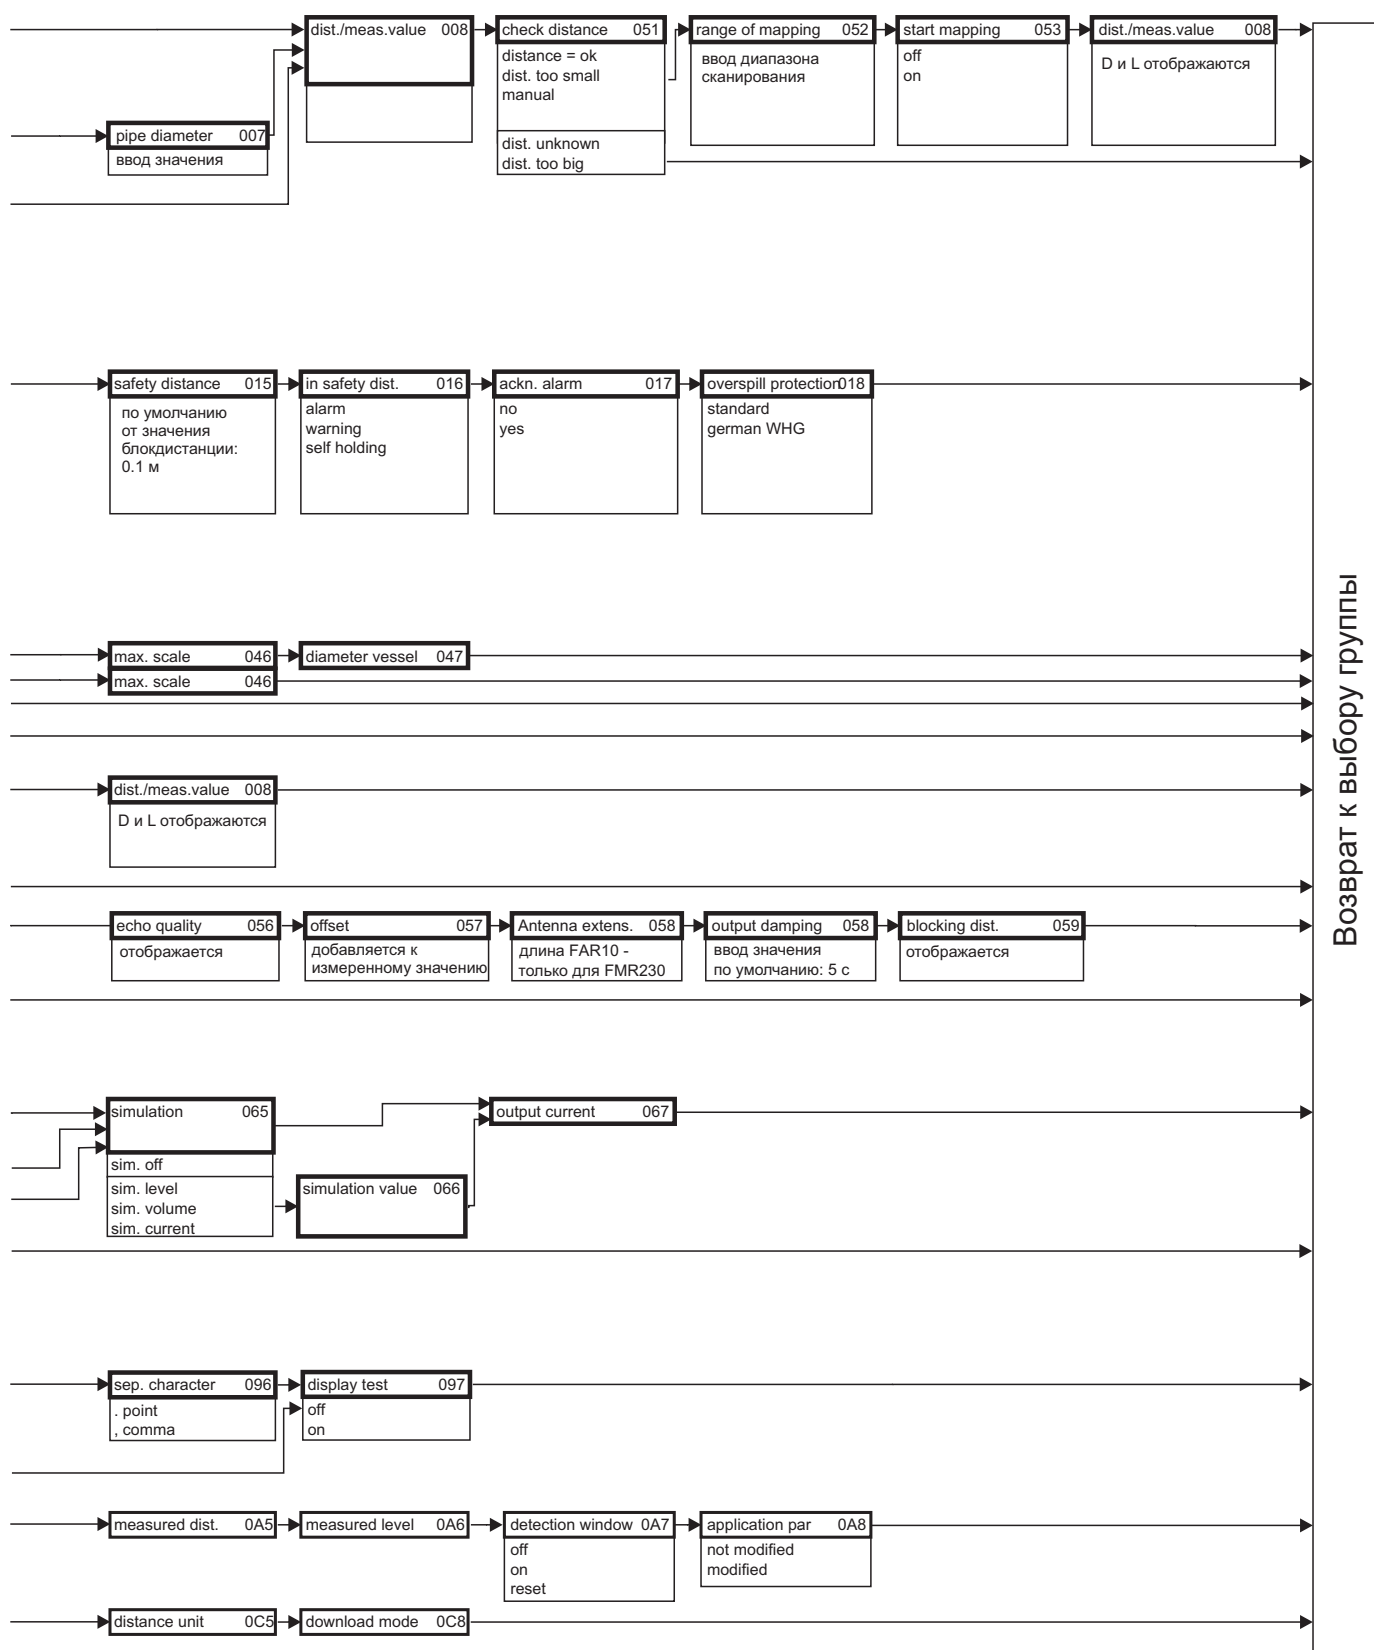 dist./meas.value 008
check distance 051
distance = ok
dist. too small
manual
dist. unknown
dist. too big
range of mapping 052
ввод диапазона
сканирования
start mapping 053
off
on
dist./meas.value 008
D и L отображаются
pipe diameter 007
ввод значения
safety distance 015
по умолчанию
от значения
блокдистанции:
0.1 м
in safety dist. 016
alarm
warning
self holding
ackn. alarm 017
no
yes
overspill protection018
standard
german WHG
max. scale 046
diameter vessel 047
max. scale 046
dist./meas.value 008
D и L отображаются
echo quality 056
отображается
offset 057
добавляется к
измеренному значению
Antenna extens. 058
длина FAR10 -
только для FMR230
output damping 058
ввод значения
по умолчанию: 5 с
blocking dist. 059
отображается
simulation 065
sim. off
sim. level
sim. volume
sim. current
simulation value 066
output current 067
sep. character 096
. point
, comma
display test 097
off
on
measured dist. 0A5
measured level 0A6
detection window 0A7
off
on
reset
application par 0A8
not modified
modified
distance unit 0C5
download mode 0C8
Возврат к выбору группы